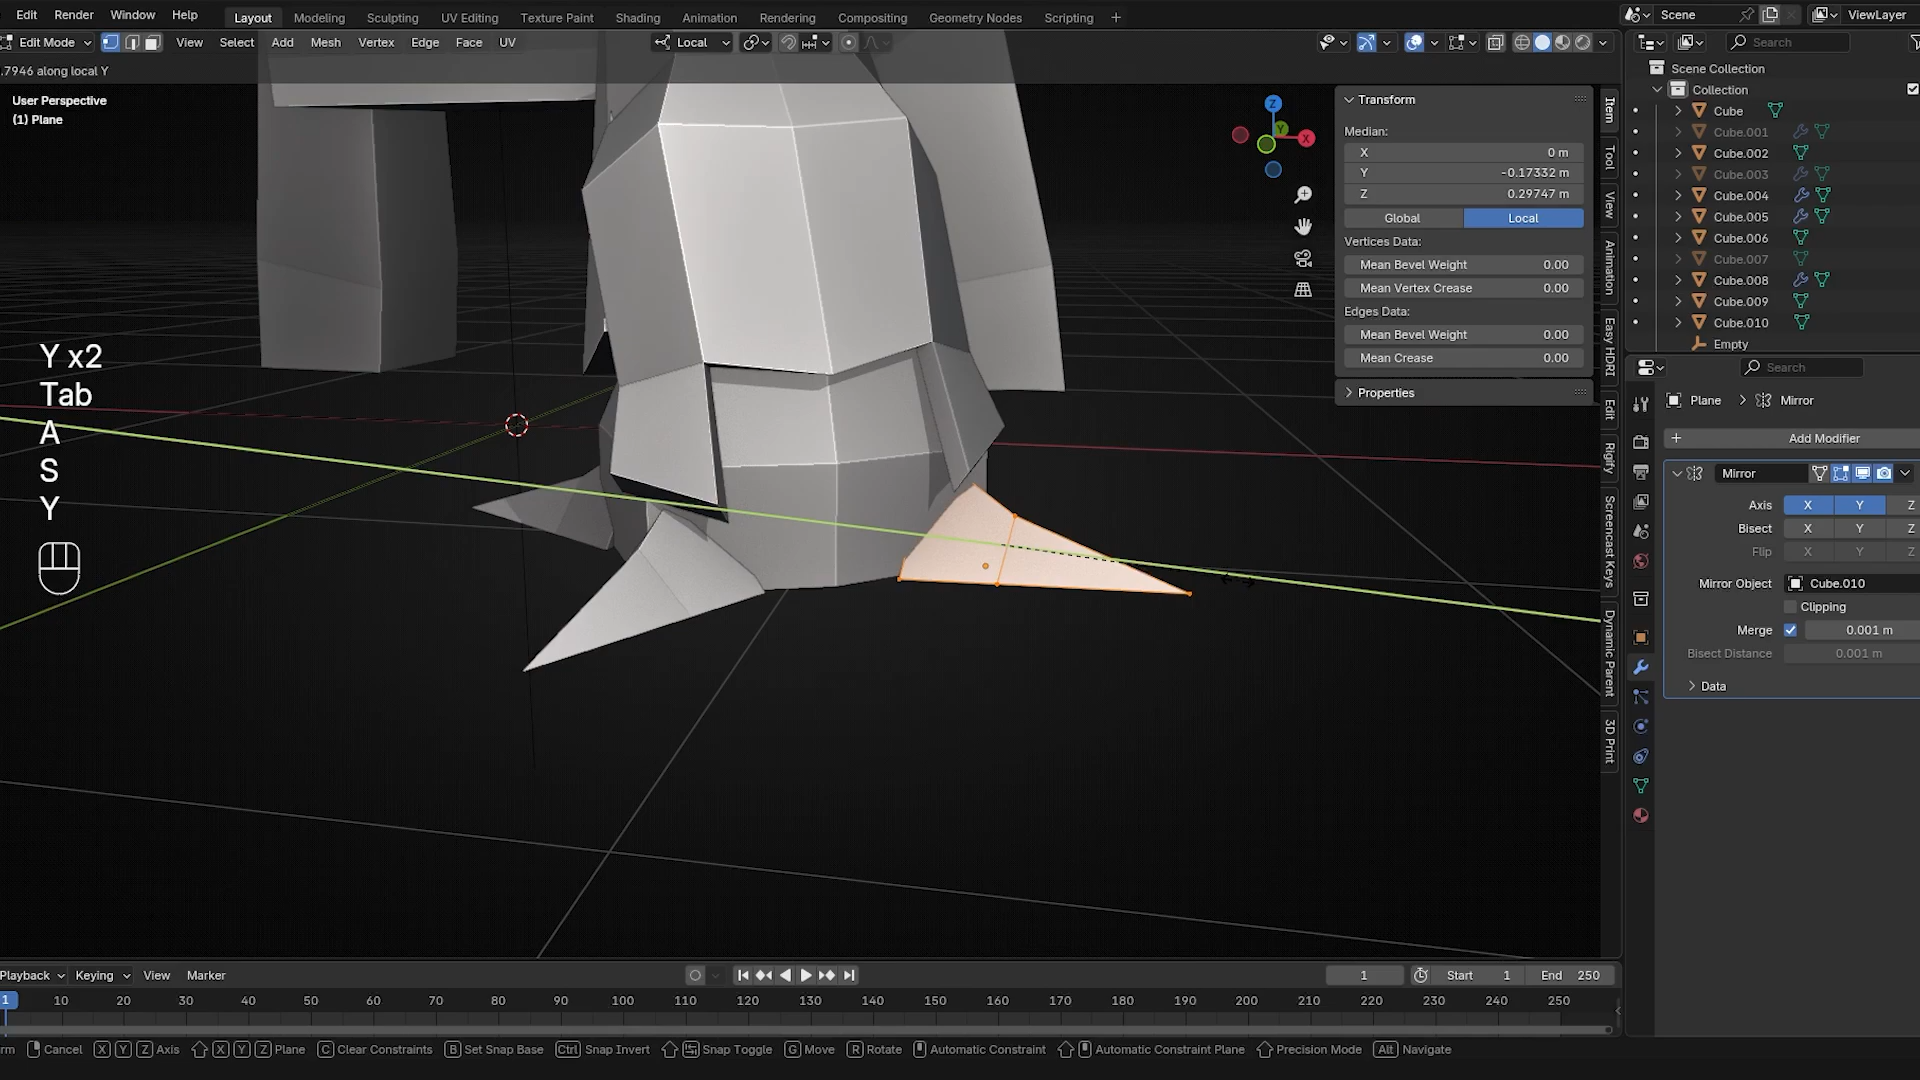 Edit Render Window Help Layout Modeling Sculpting UV Editing Texture Paint Shading Animation Rendering Compositing Geometry Nodes Scripting + Scene ViewLayer
Edit Mode View Select Add Mesh Vertex Edge Face UV Local Search
.7946 along local Y
User Perspective
(1) Plane
Y x2
Tab
A
S
Y
Z
Y
X
Transform
Median:
X 0 m
Y -0.17332 m
Z 0.29747 m
Global Local
Vertices Data:
Mean Bevel Weight 0.00
Mean Vertex Crease 0.00
Edges Data:
Mean Bevel Weight 0.00
Mean Crease 0.00
Properties
Item
Tool
View
Animation
Easy HDRI
Edit
Rigify
Screencast Keys
Dynamic Parent
3D Print
Scene Collection
Collection
Cube
Cube.001
Cube.002
Cube.003
Cube.004
Cube.005
Cube.006
Cube.007
Cube.008
Cube.009
Cube.010
Empty
Search
Plane > Mirror
+ Add Modifier
Mirror
Axis X Y Z
Bisect X Y Z
Flip X Y Z
Mirror Object Cube.010
Clipping
Merge 0.001 m
Bisect Distance 0.001 m
Data
Playback Keying View Marker 1 Start 1 End 250
1 10 20 30 40 50 60 70 80 90 100 110 120 130 140 150 160 170 180 190 200 210 220 230 240 250
rm Cancel X Y Z Axis X Y Z Plane C Clear Constraints B Set Snap Base Ctrl Snap Invert Snap Toggle G Move R Rotate Automatic Constraint Automatic Constraint Plane Precision Mode Alt Navigate